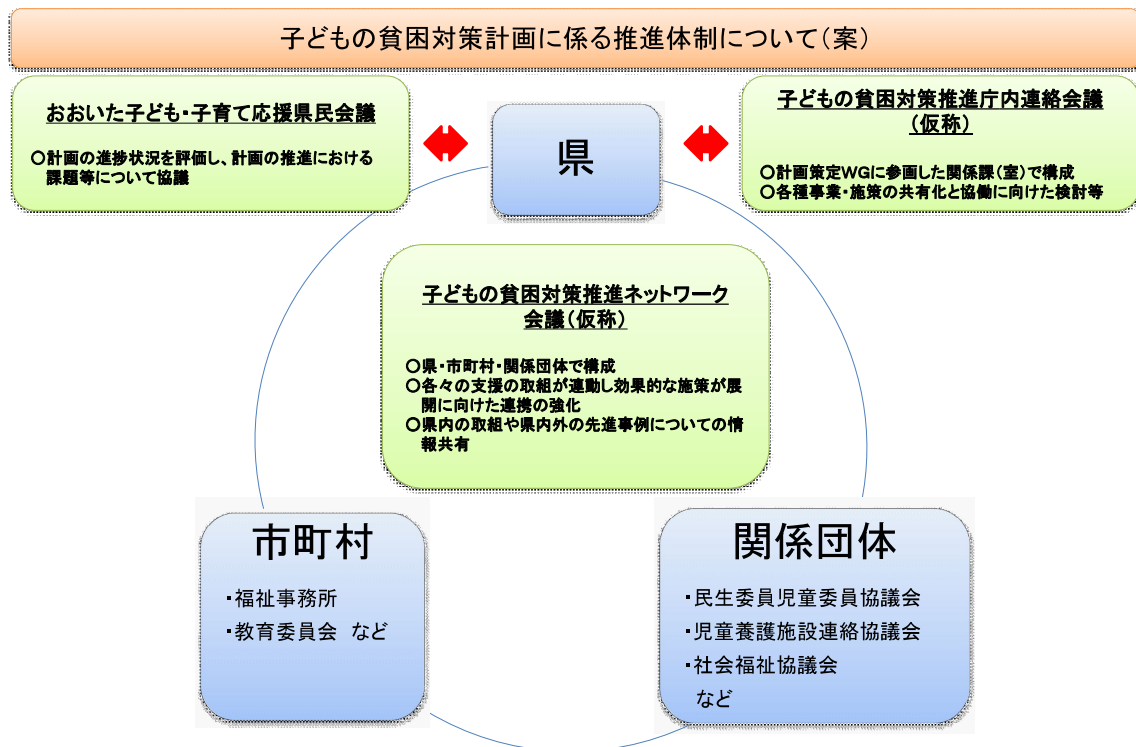 子どもの貧困対策計画に係る推進体制について(案)
おおいた子ども・子育て応援県民会議
○計画の進捗状況を評価し、計画の推進における
課題等について協議
県
子どもの貧困対策推進庁内連絡会議
(仮称)
○計画策定WGに参画した関係課(室)で構成
○各種事業・施策の共有化と協働に向けた検討等
子どもの貧困対策推進ネットワーク
会議(仮称)
○県・市町村・関係団体で構成
○各々の支援の取組が連動し効果的な施策が展
開に向けた連携の強化
○県内の取組や県内外の先進事例についての情
報共有
市町村
・福祉事務所
・教育委員会 など
関係団体
・民生委員児童委員協議会
・児童養護施設連絡協議会
・社会福祉協議会
など